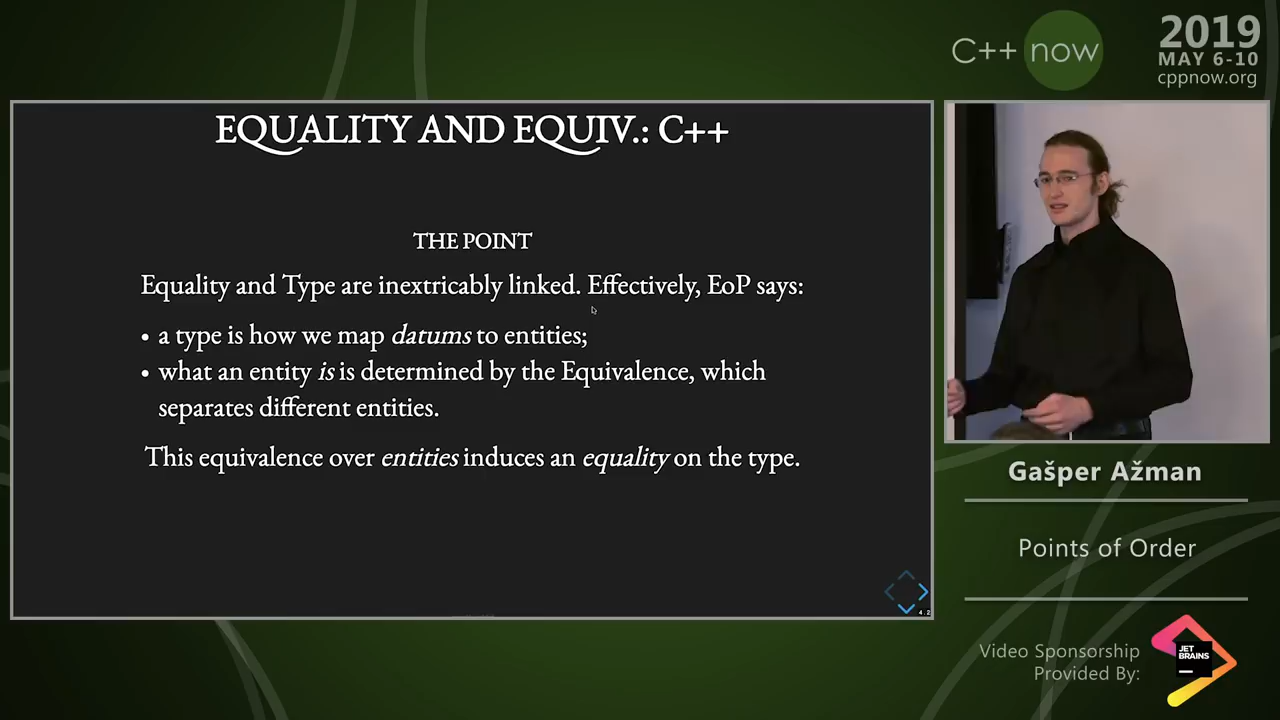 C++ now
2019
MAY 6-10
cppnow.org
EQUALITY AND EQUIV.: C++
THE POINT
Equality and Type are inextricably linked. Effectively, EoP says:
• a type is how we map datums to entities;
• what an entity is is determined by the Equivalence, which
separates different entities.
This equivalence over entities induces an equality on the type.
4.2
Gašper Ažman
Points of Order
Video Sponsorship
Provided By:
JET
BRAINS